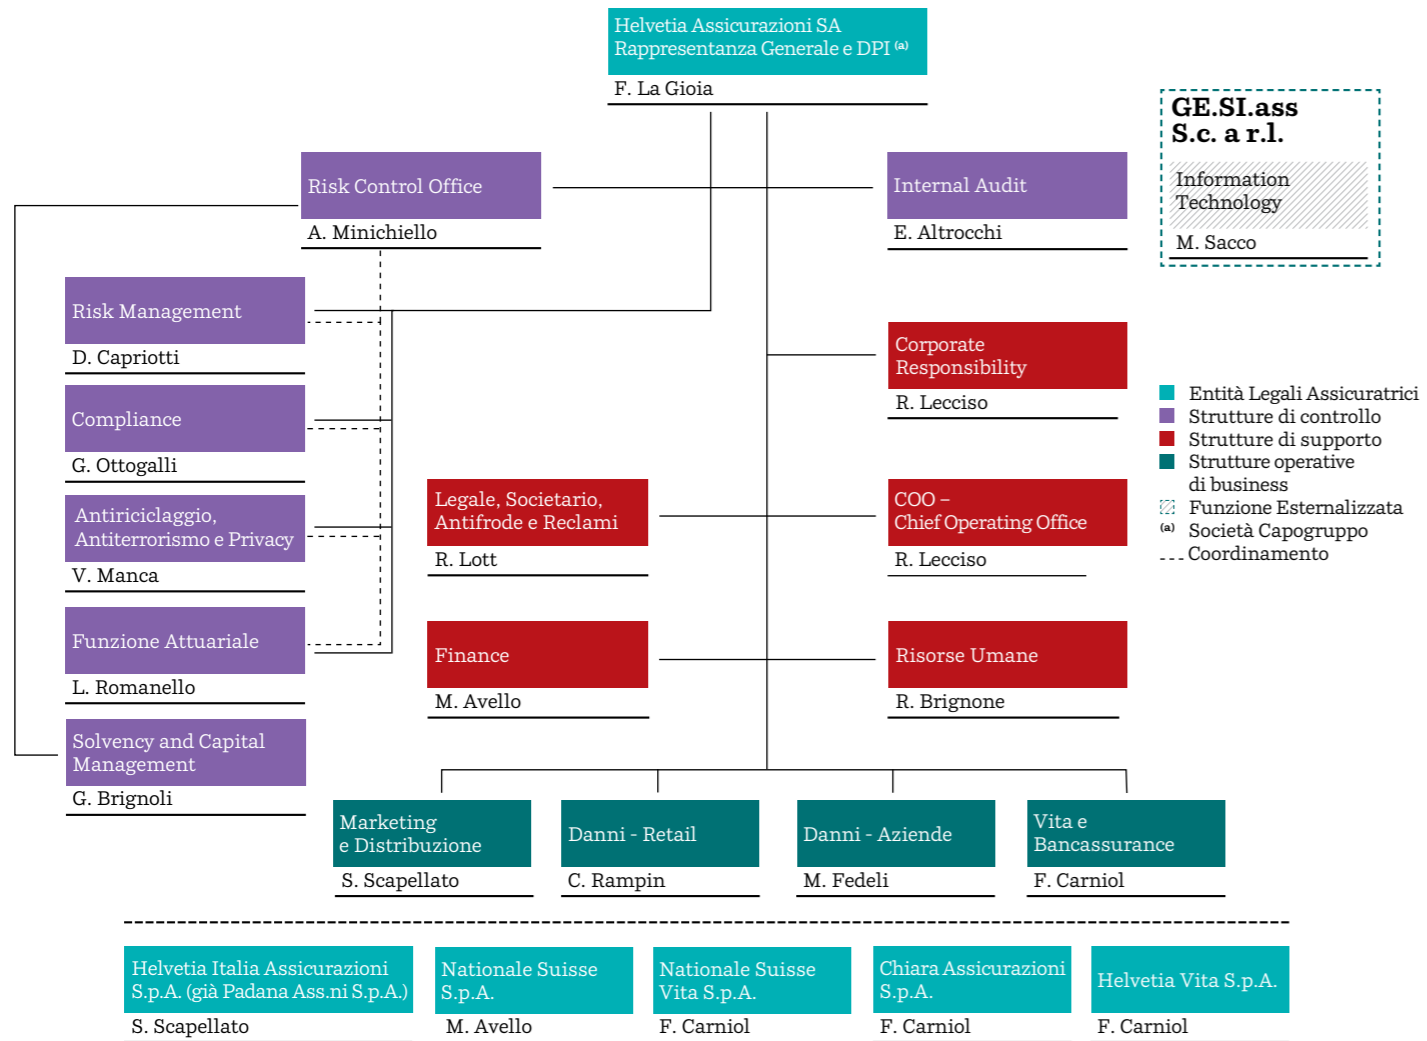 Helvetia Assicurazioni SA
Rappresentanza Generale e DPI (a)
F. La Gioia
GE.SI.ass
S.c. a r.l.
Information
Technology
M. Sacco
Risk Control Office
A. Minichiello
Internal Audit
E. Altrocchi
Risk Management
D. Capriotti
Compliance
G. Ottogalli
Antiriciclaggio,
Antiterrorismo e Privacy
V. Manca
Funzione Attuariale
L. Romanello
Solvency and Capital
Management
G. Brignoli
Corporate
Responsibility
R. Lecciso
Legale, Societario,
Antifrode e Reclami
R. Lott
COO –
Chief Operating Office
R. Lecciso
Finance
M. Avello
Risorse Umane
R. Brignone
Entità Legali Assicuratrici
Strutture di controllo
Strutture di supporto
Strutture operative
di business
Funzione Esternalizzata
(a) Società Capogruppo
Coordinamento
Marketing
e Distribuzione
S. Scapellato
Danni - Retail
C. Rampin
Danni - Aziende
M. Fedeli
Vita e
Bancassurance
F. Carniol
Helvetia Italia Assicurazioni
S.p.A. (già Padana Ass.ni S.p.A.)
S. Scapellato
Nationale Suisse
S.p.A.
M. Avello
Nationale Suisse
Vita S.p.A.
F. Carniol
Chiara Assicurazioni
S.p.A.
F. Carniol
Helvetia Vita S.p.A.
F. Carniol